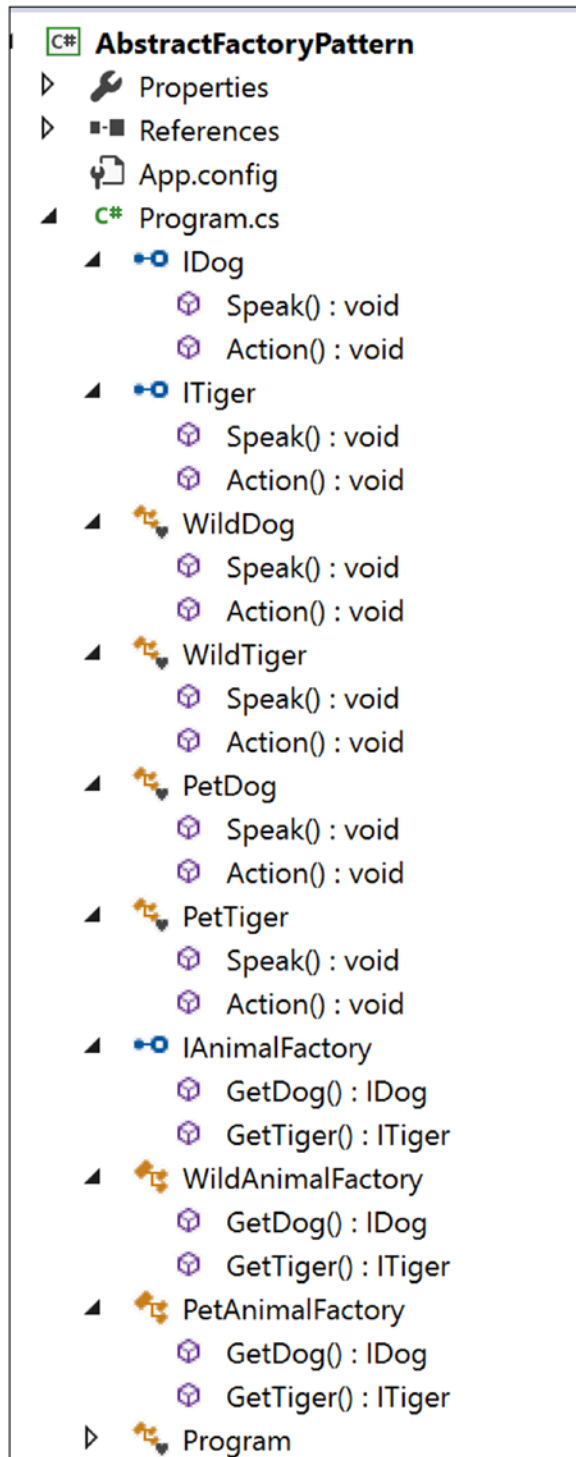 C# AbstractFactoryPattern
Properties
References
App.config
C# Program.cs
IDog
Speak() : void
Action() : void
ITiger
Speak() : void
Action() : void
WildDog
Speak() : void
Action() : void
WildTiger
Speak() : void
Action() : void
PetDog
Speak() : void
Action() : void
PetTiger
Speak() : void
Action() : void
IAnimalFactory
GetDog() : IDog
GetTiger() : ITiger
WildAnimalFactory
GetDog() : IDog
GetTiger() : ITiger
PetAnimalFactory
GetDog() : IDog
GetTiger() : ITiger
Program